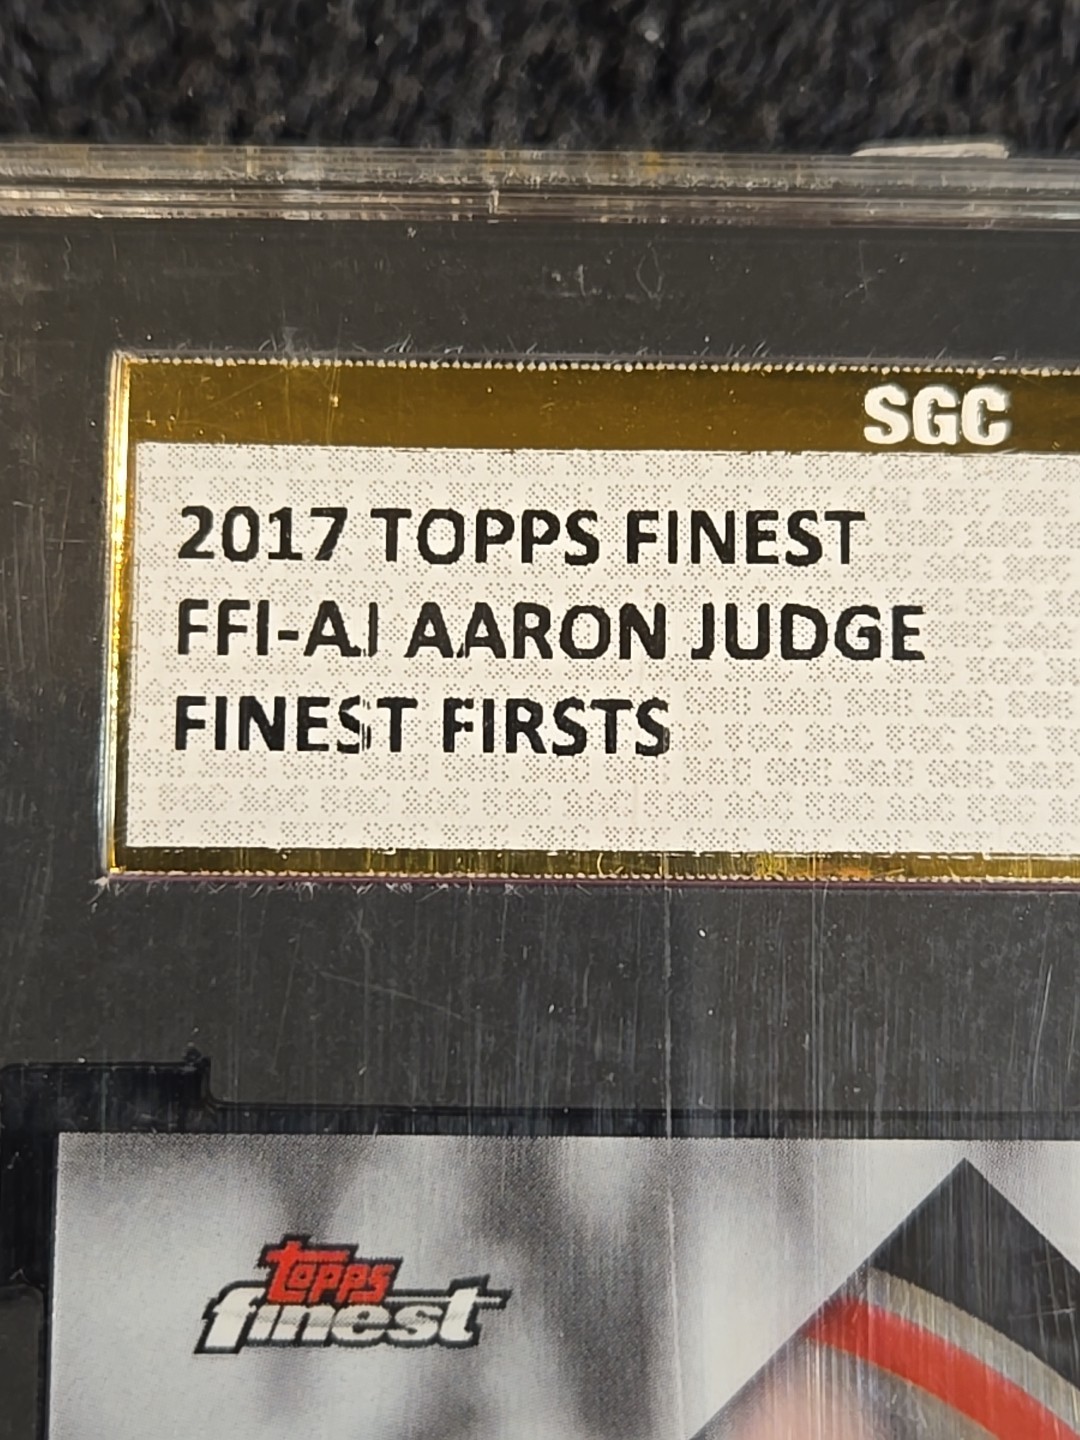 SGC
2017 TOPPS FINEST
FFI-AJ AARON JUDGE
FINEST FIRSTS
topps
finest